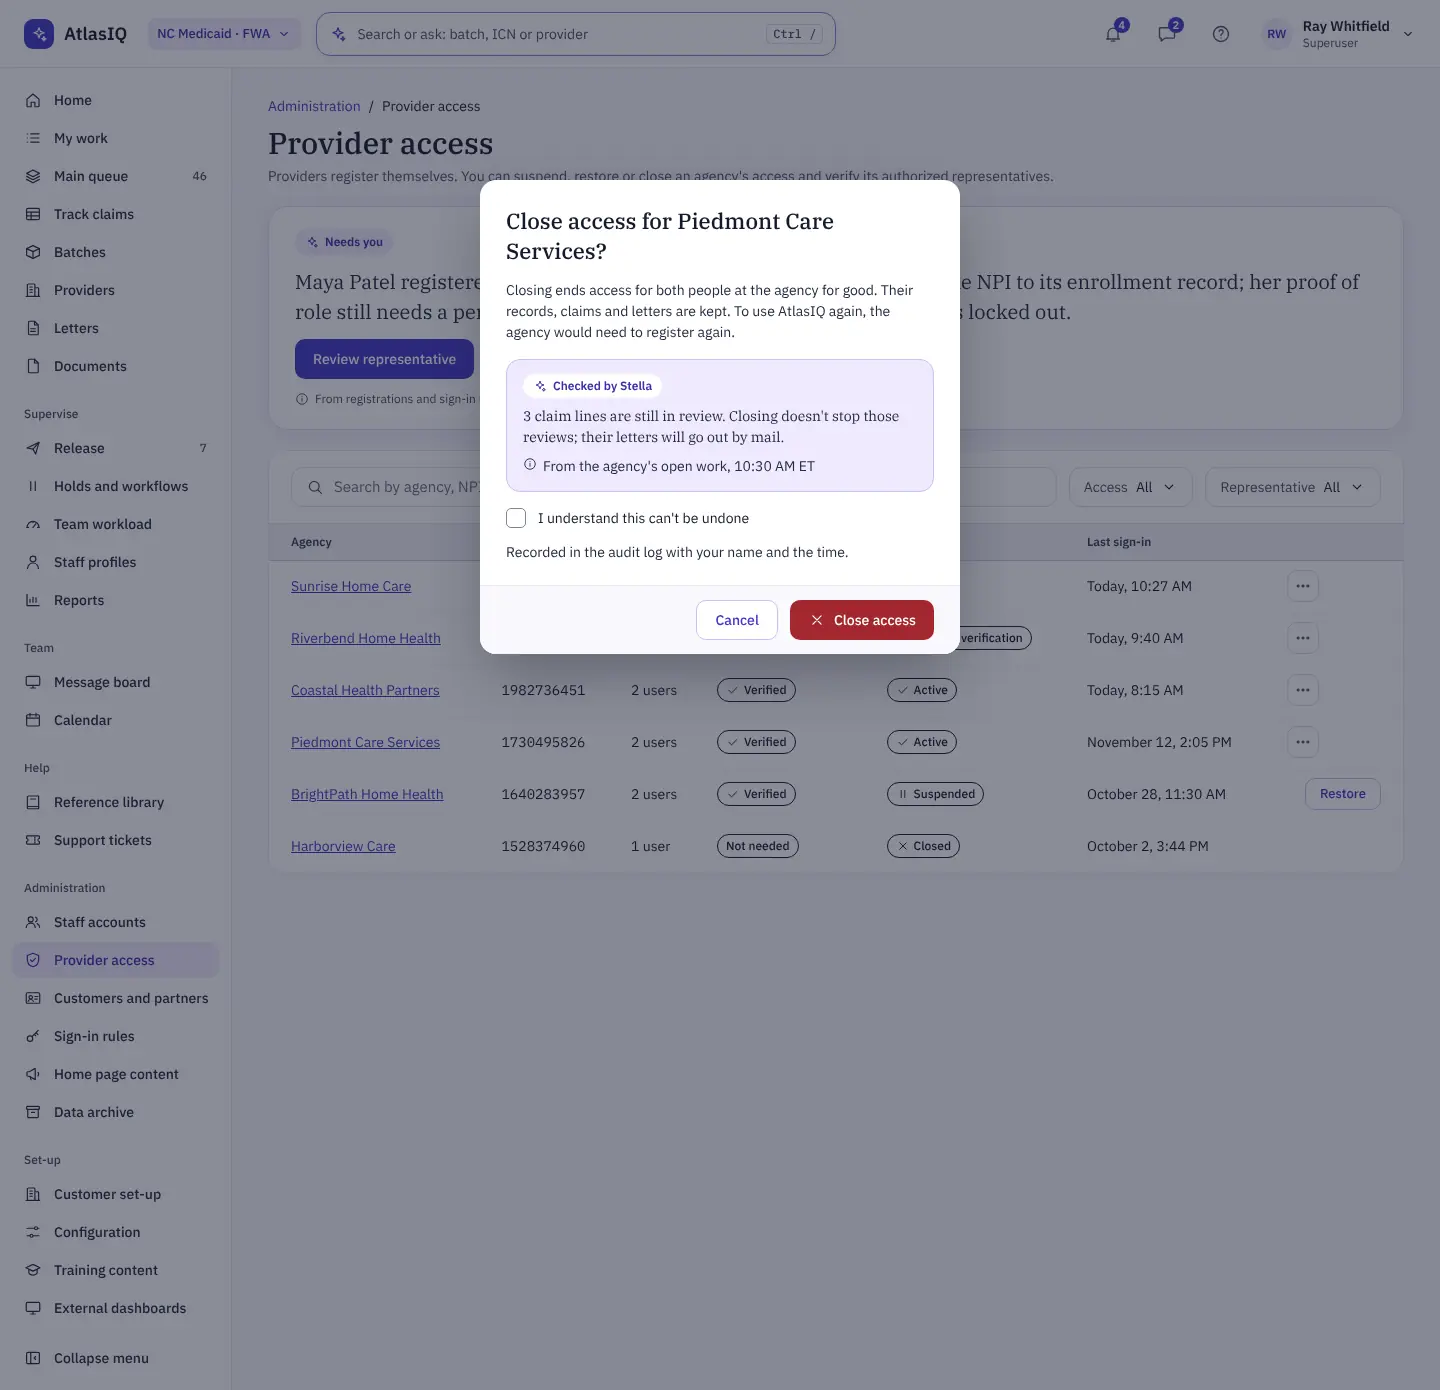 AtlasIQ
NC Medicaid · FWA
Search or ask: batch, ICN or provider
Ctrl /
4
2
RW
Ray Whitfield
Superuser
Home
My work
Main queue 46
Track claims
Batches
Providers
Letters
Documents
Supervise
Release 7
Holds and workflows
Team workload
Staff profiles
Reports
Team
Message board
Calendar
Help
Reference library
Support tickets
Administration
Staff accounts
Provider access
Customers and partners
Sign-in rules
Home page content
Data archive
Set-up
Customer set-up
Configuration
Training content
External dashboards
Collapse menu
Administration / Provider access
Provider access
Providers register themselves. You can suspend, restore or close an agency's access and verify its authorized representatives.
Needs you
Maya Patel registere
e NPI to its enrollment record; her proof of
role still needs a pe
s locked out.
Review representative
From registrations and sign-in
Search by agency, NP
Access All
Representative All
Agency
Last sign-in
Sunrise Home Care
Today, 10:27 AM
Riverbend Home Health
verification
Today, 9:40 AM
Coastal Health Partners 1982736451 2 users Verified Active Today, 8:15 AM
Piedmont Care Services 1730495826 2 users Verified Active November 12, 2:05 PM
BrightPath Home Health 1640283957 2 users Verified Suspended October 28, 11:30 AM Restore
Harborview Care 1528374960 1 user Not needed Closed October 2, 3:44 PM
Close access for Piedmont Care
Services?
Closing ends access for both people at the agency for good. Their
records, claims and letters are kept. To use AtlasIQ again, the
agency would need to register again.
Checked by Stella
3 claim lines are still in review. Closing doesn't stop those
reviews; their letters will go out by mail.
From the agency's open work, 10:30 AM ET
I understand this can't be undone
Recorded in the audit log with your name and the time.
Cancel
Close access